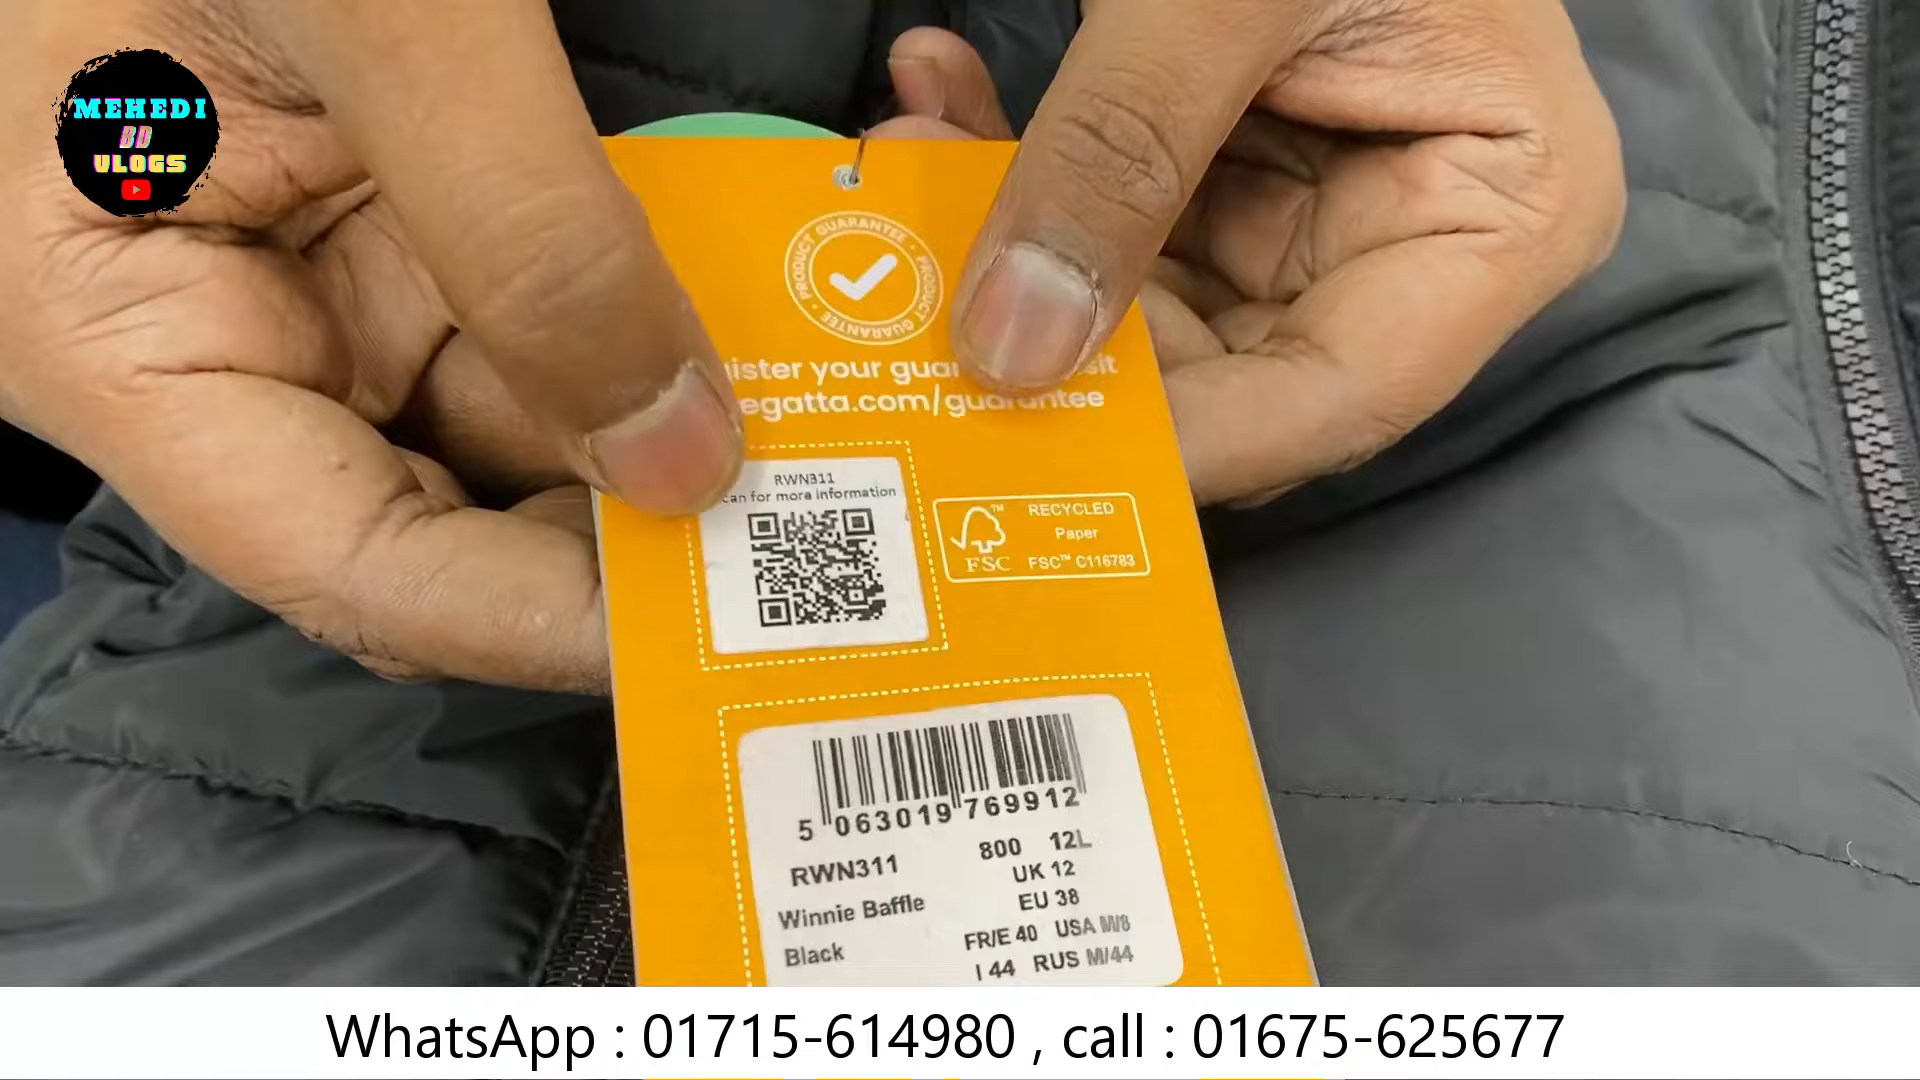 MEHEDI
BD
VLOGS
PRODUCT GUARANTEE • PRODUCT GUARANTEE •
your
RWN311
for more information
RECYCLED
Paper
FSC
FSC™ C116783
5 063019 769912
RWN311 800 12L
UK 12
Winnie Baffle EU 38
Black FR/E 40 USA M/8
I 44 RUS M/44
WhatsApp : 01715-614980 , call : 01675-625677